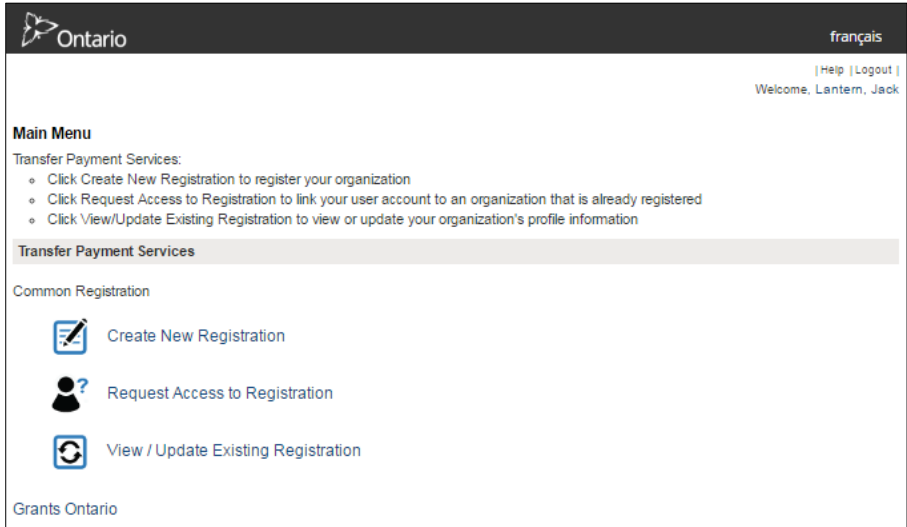 Ontario
français
| Help | Logout |
Welcome, Lantern, Jack
Main Menu
Transfer Payment Services:
Click Create New Registration to register your organization
Click Request Access to Registration to link your user account to an organization that is already registered
Click View/Update Existing Registration to view or update your organization's profile information
Transfer Payment Services
Common Registration
Create New Registration
?
Request Access to Registration
View / Update Existing Registration
Grants Ontario